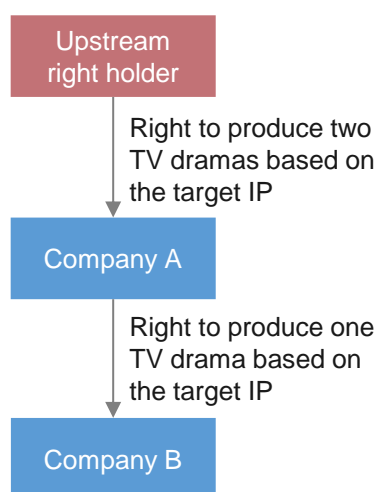 Upstream
right holder
Right to produce two
TV dramas based on
the target IP
Company A
Right to produce one
TV drama based on
the target IP
Company B